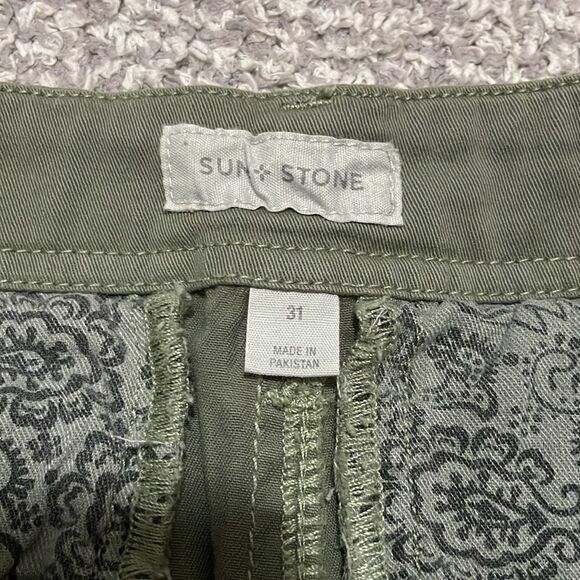 SUN + STONE
31
MADE IN
PAKISTAN